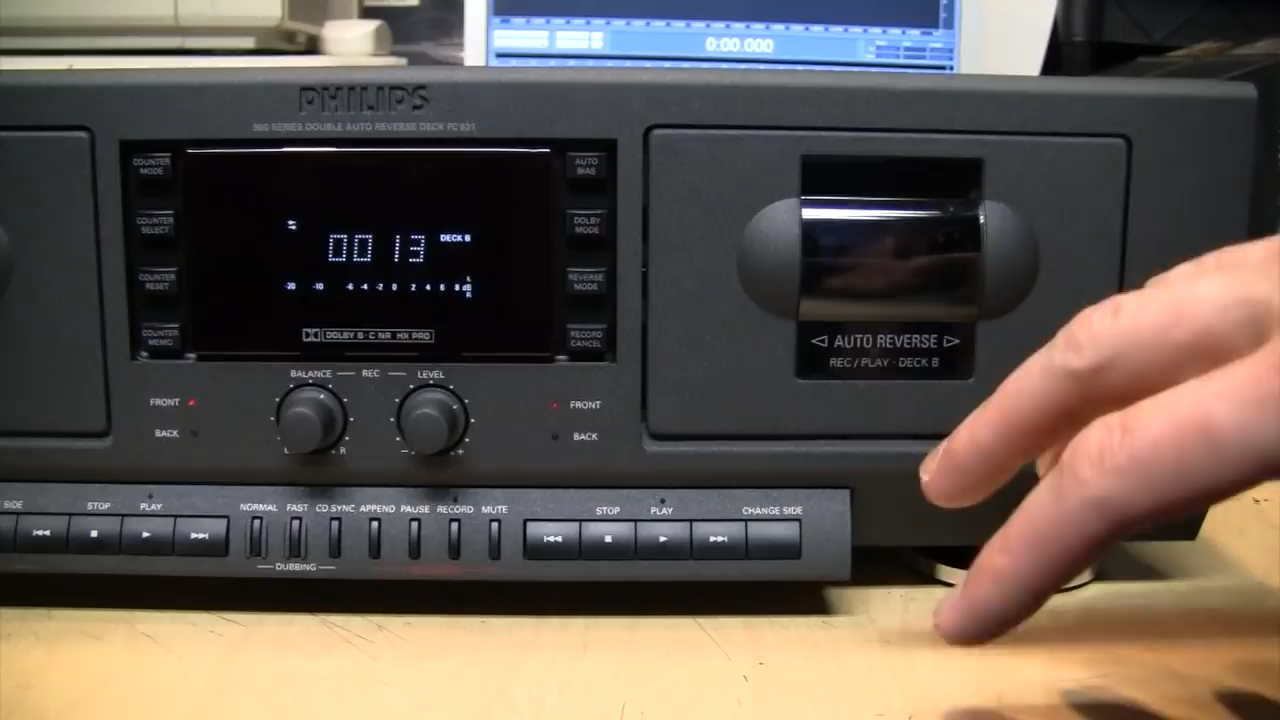 0:00.000
PHILIPS
900 SERIES DOUBLE AUTO REVERSE DECK FC931
COUNTER MODE
COUNTER SELECT
COUNTER RESET
COUNTER MEMO
0013
DECK B
-20 -10 -6 -4 -2 0 2 4 6 8 dB
L
R
DOLBY B·C NR HX PRO
AUTO BIAS
DOLBY MODE
REVERSE MODE
RECORD CANCEL
◁ AUTO REVERSE ▷
REC / PLAY · DECK B
BALANCE — REC — LEVEL
L R
- +
FRONT
BACK
FRONT
BACK
SIDE STOP PLAY
NORMAL FAST CD SYNC APPEND PAUSE RECORD MUTE
— DUBBING —
STOP PLAY CHANGE SIDE